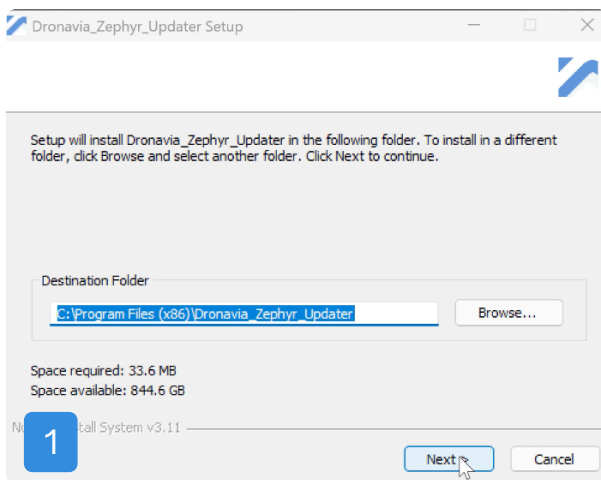 Dronavia_Zephyr_Updater Setup
Setup will install Dronavia_Zephyr_Updater in the following folder. To install in a different
folder, click Browse and select another folder. Click Next to continue.
Destination Folder
C:\Program Files (x86)\Dronavia_Zephyr_Updater
Browse...
Space required: 33.6 MB
Space available: 844.6 GB
System v3.11
1
Next >
Cancel